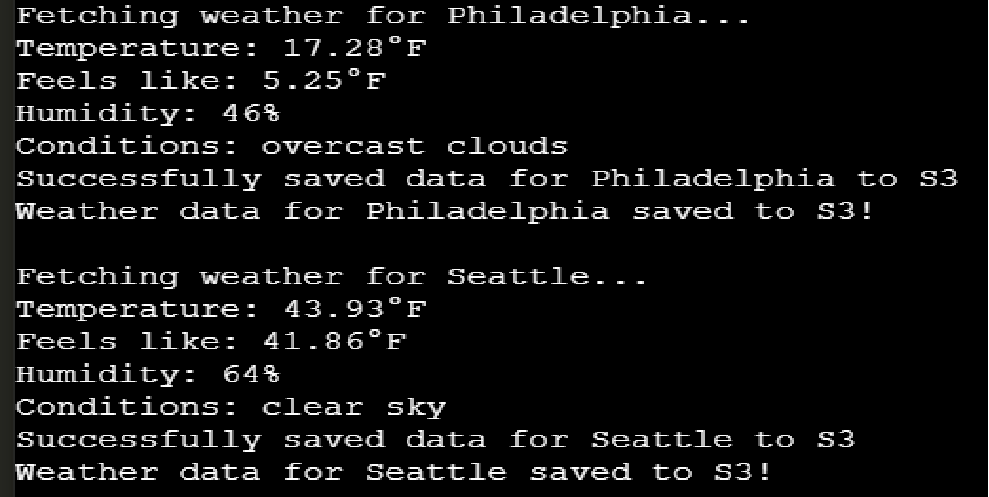 Fetching weather for Philadelphia...
Temperature: 17.28°F
Feels like: 5.25°F
Humidity: 46%
Conditions: overcast clouds
Successfully saved data for Philadelphia to S3
Weather data for Philadelphia saved to S3!
Fetching weather for Seattle...
Temperature: 43.93°F
Feels like: 41.86°F
Humidity: 64%
Conditions: clear sky
Successfully saved data for Seattle to S3
Weather data for Seattle saved to S3!